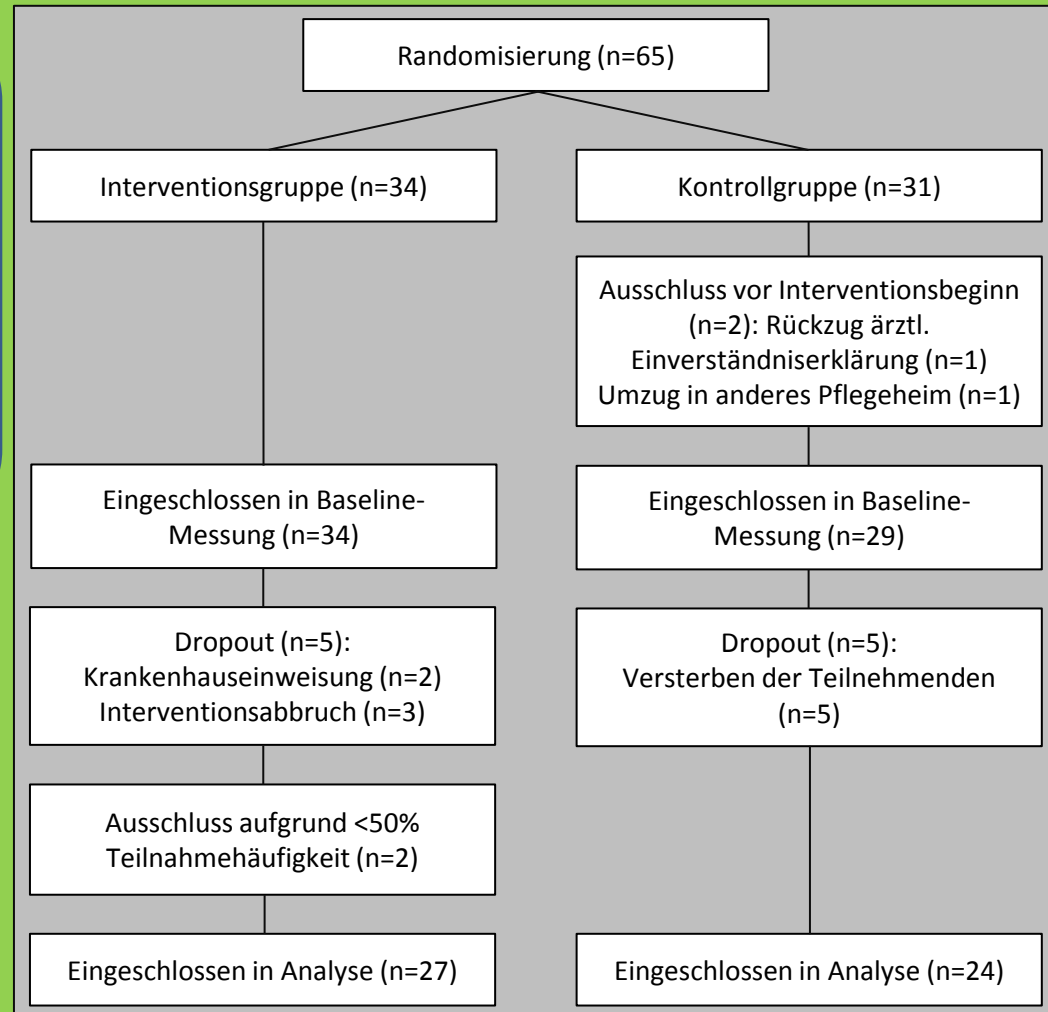 Randomisierung (n=65)
Interventionsgruppe (n=34)
Kontrollgruppe (n=31)
Ausschluss vor Interventionsbeginn
(n=2): Rückzug ärztl.
Einverständniserklärung (n=1)
Umzug in anderes Pflegeheim (n=1)
Eingeschlossen in Baseline-
Messung (n=34)
Eingeschlossen in Baseline-
Messung (n=29)
Dropout (n=5):
Krankenhauseinweisung (n=2)
Interventionsabbruch (n=3)
Dropout (n=5):
Versterben der Teilnehmenden
(n=5)
Ausschluss aufgrund <50%
Teilnahmehäufigkeit (n=2)
Eingeschlossen in Analyse (n=27)
Eingeschlossen in Analyse (n=24)